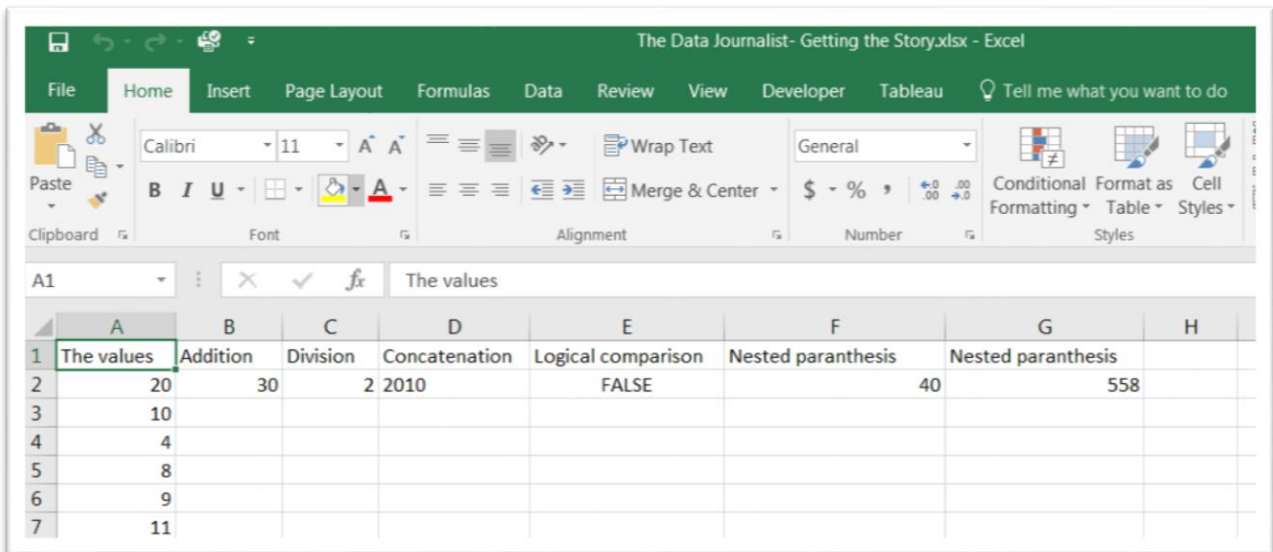 The Data Journalist- Getting the Story.xlsx - Excel
File Home Insert Page Layout Formulas Data Review View Developer Tableau Tell me what you want to do
Calibri 11 A A Wrap Text General
Paste B I U A Merge & Center $ % , .0 .00 .00 .0 Conditional Formatting Format as Table Cell Styles
Clipboard Font Alignment Number Styles
A1 fx The values
A B C D E F G H
1 The values Addition Division Concatenation Logical comparison Nested paranthesis Nested paranthesis
2 20 30 2 2010 FALSE 40 558
3 10
4 4
5 8
6 9
7 11